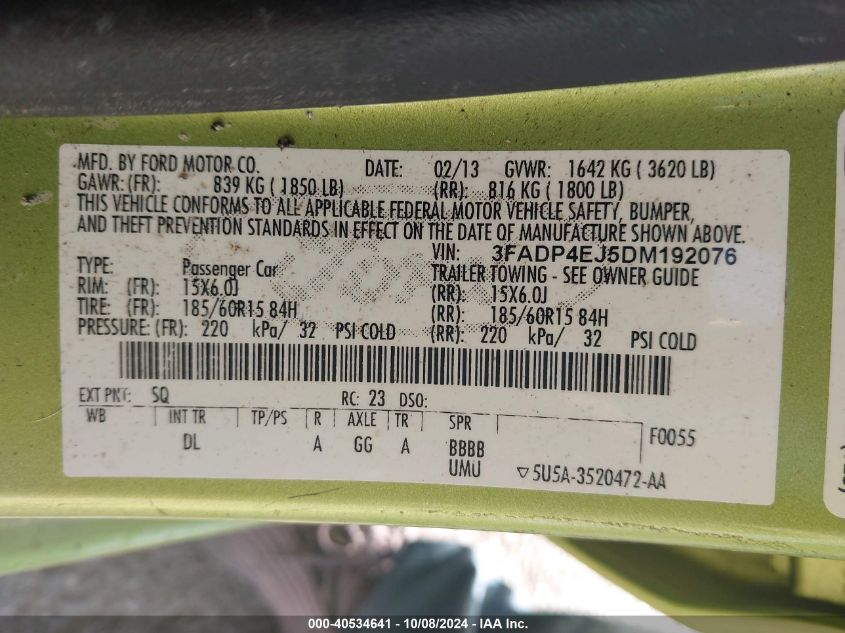 MFD. BY FORD MOTOR CO. DATE: 02/13 GVWR: 1642 KG ( 3620 LB)
GAWR: (FR): 839 KG ( 1850 LB) (RR): 816 KG ( 1800 LB)
THIS VEHICLE CONFORMS TO ALL APPLICABLE FEDERAL MOTOR VEHICLE SAFETY, BUMPER,
AND THEFT PREVENTION STANDARDS IN EFFECT ON THE DATE OF MANUFACTURE SHOWN ABOVE.
VIN: 3FADP4EJ5DM192076
TYPE: Passenger Car TRAILER TOWING - SEE OWNER GUIDE
RIM: (FR): 15X6.0J (RR): 15X6.0J
TIRE: (FR): 185/60R15 84H (RR): 185/60R15 84H
PRESSURE: (FR): 220 kPa/ 32 PSI COLD (RR): 220 kPa/ 32 PSI COLD
EXT PNT: SQ RC: 23 DSO:
WB INT TR TP/PS R AXLE TR SPR F0055
DL A GG A BBBB
UMU 5U5A-3520472-AA
000-40534641 - 10/08/2024 - IAA Inc.